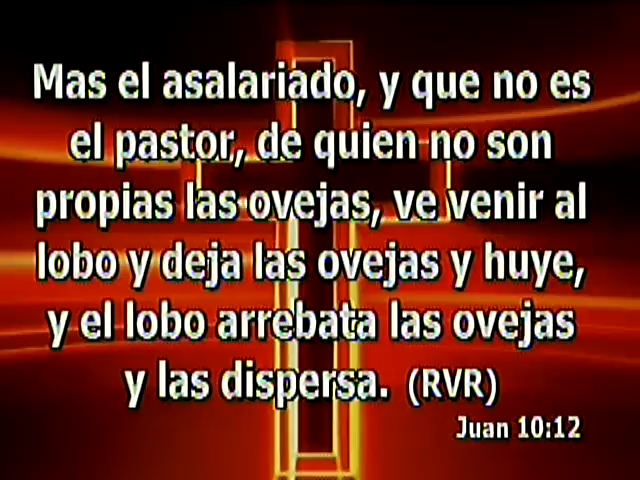 Mas el asalariado, y que no es
el pastor, de quien no son
propias las ovejas, ve venir al
lobo y deja las ovejas y huye,
y el lobo arrebata las ovejas
y las dispersa. (RVR)
Juan 10:12